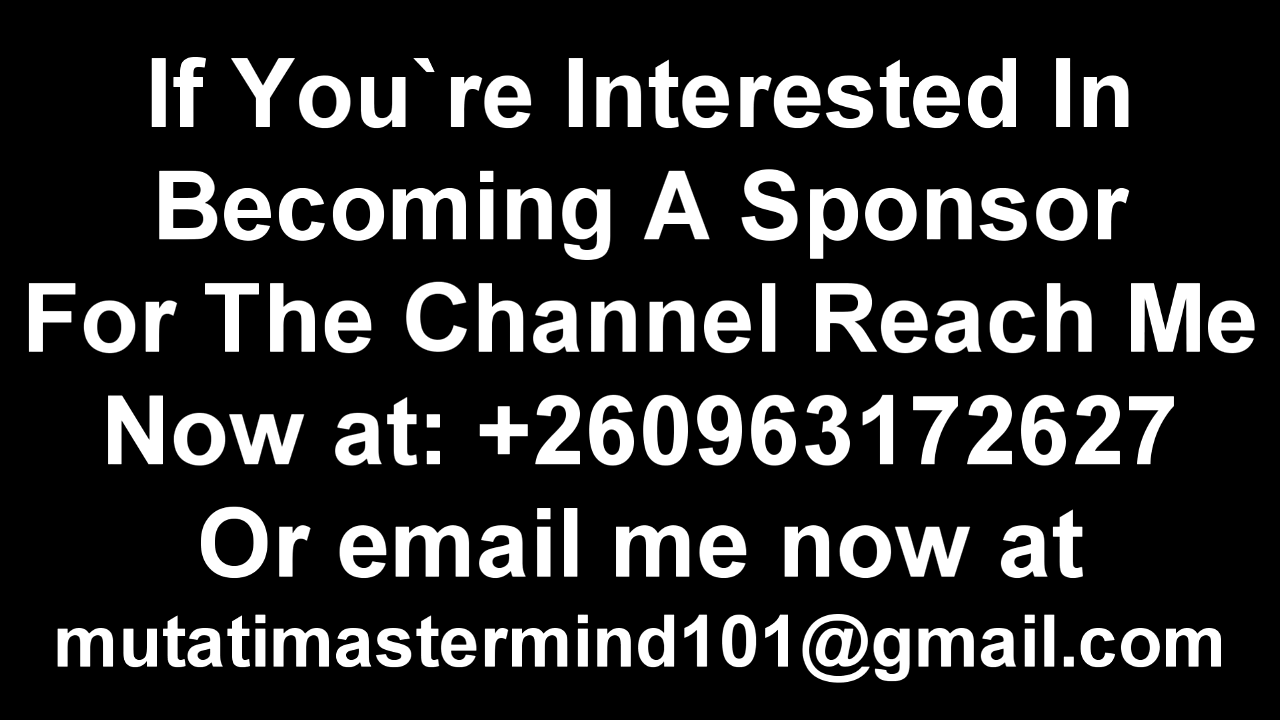 If You`re Interested In
Becoming A Sponsor
For The Channel Reach Me
Now at: +260963172627
Or email me now at
mutatimastermind101@gmail.com